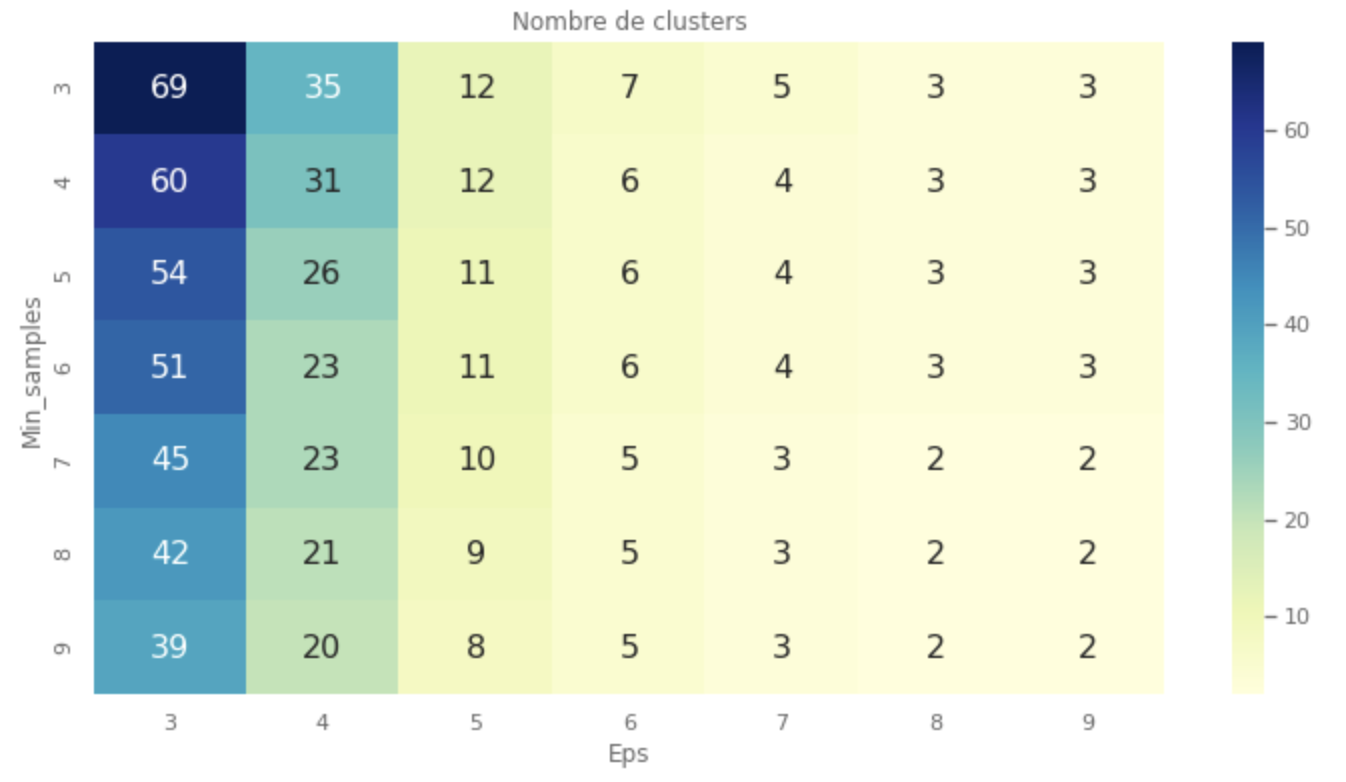 Nombre de clusters
Min_samples
3 69 35 12 7 5 3 3
4 60 31 12 6 4 3 3
5 54 26 11 6 4 3 3
6 51 23 11 6 4 3 3
7 45 23 10 5 3 2 2
8 42 21 9 5 3 2 2
9 39 20 8 5 3 2 2
3 4 5 6 7 8 9
Eps
60
50
40
30
20
10